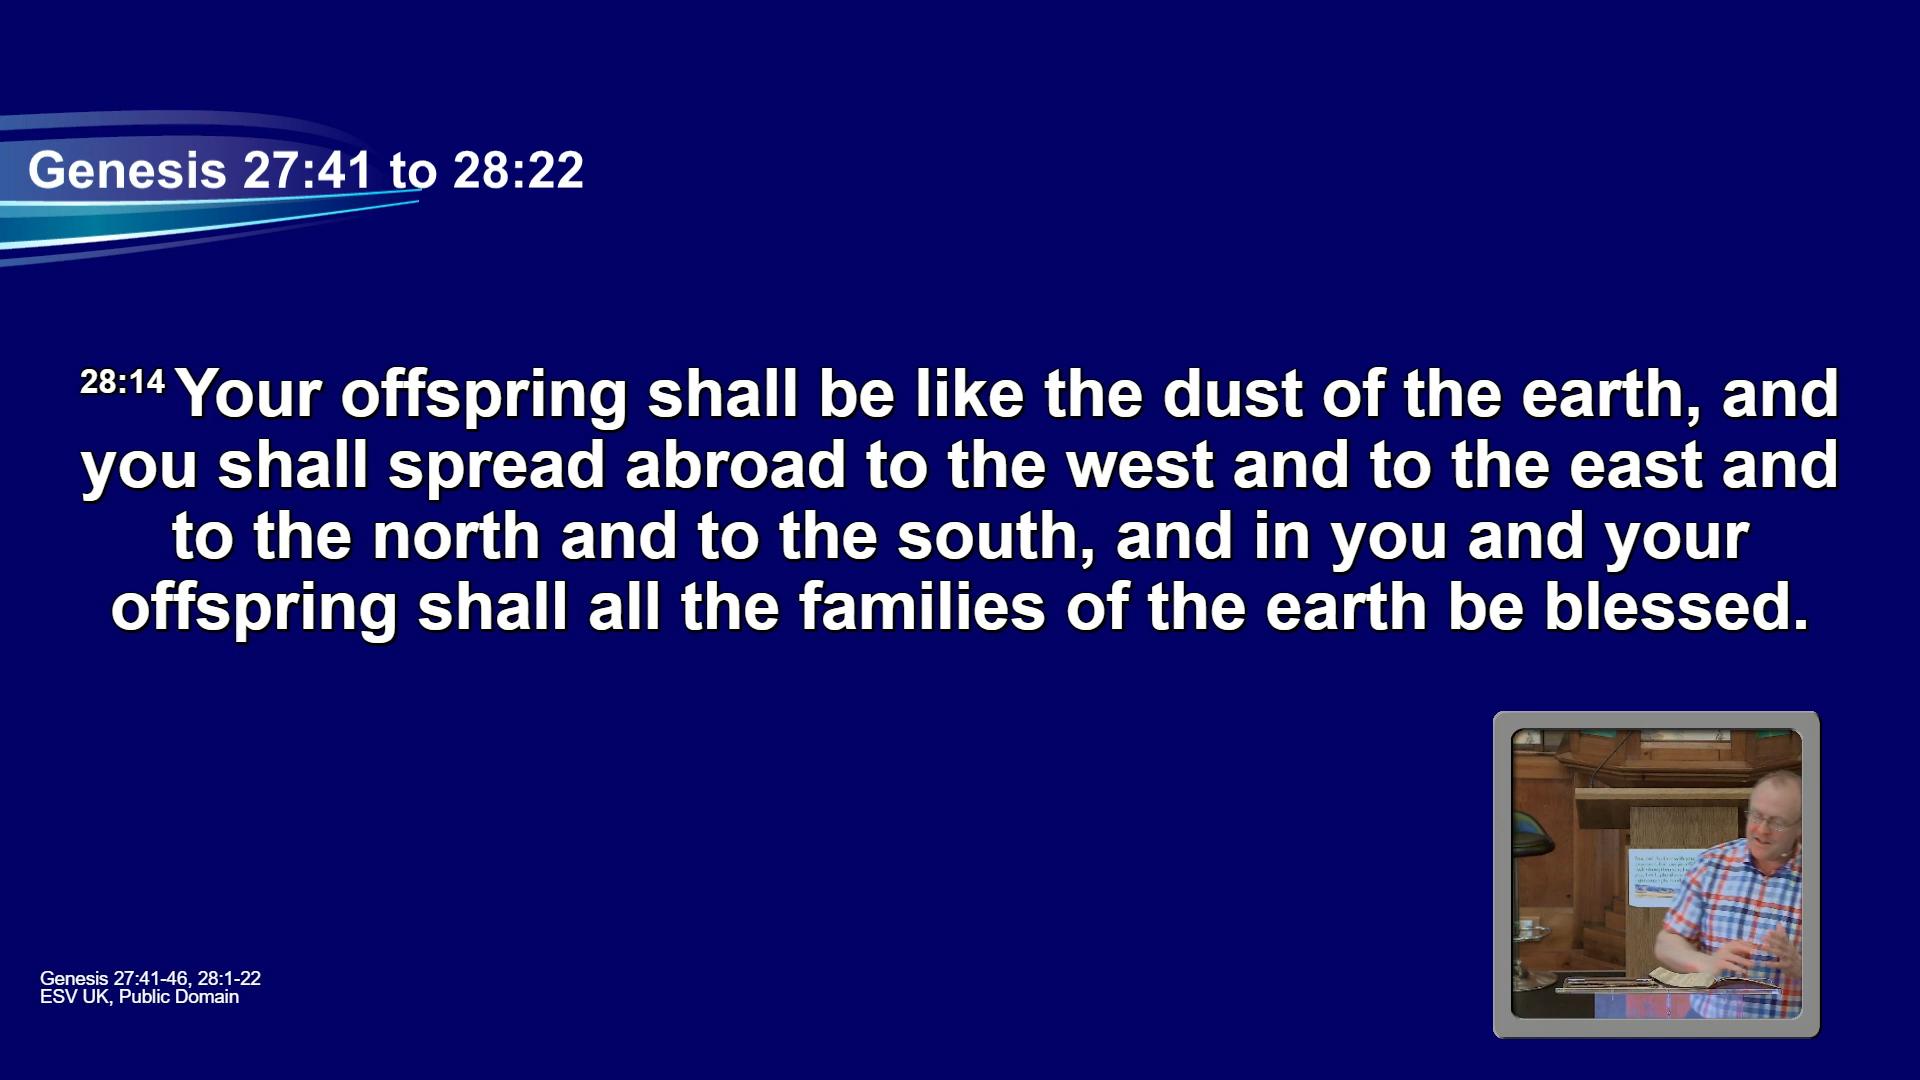 Genesis 27:41 to 28:22
28:14 Your offspring shall be like the dust of the earth, and
you shall spread abroad to the west and to the east and
to the north and to the south, and in you and your
offspring shall all the families of the earth be blessed.
Genesis 27:41-46, 28:1-22
ESV UK, Public Domain